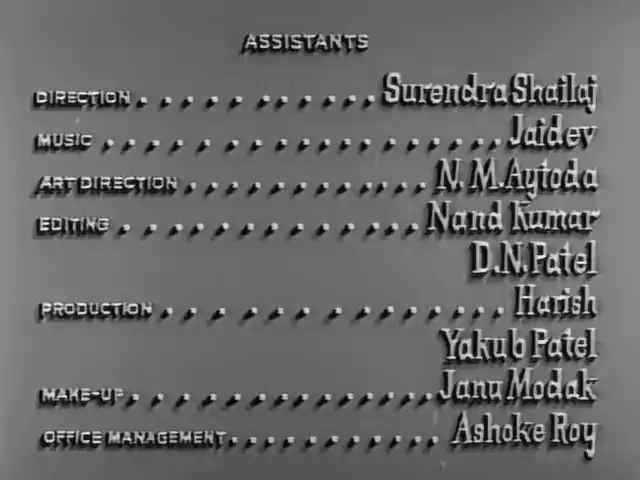 ASSISTANTS
DIRECTION . . . . . . . . . . . Surendra Shailaj
MUSIC . . . . . . . . . . . . . . . . . Jaidev
ART DIRECTION . . . . . . . . . . . . N. M. Aytoda
EDITING . . . . . . . . . . . . . Nand Kumar
D. N. Patel
PRODUCTION . . . . . . . . . . . . . . Harish
Yakub Patel
MAKE-UP . . . . . . . . . . . . . Janu Modak
OFFICE MANAGEMENT . . . . . . . . . . . Ashoke Roy